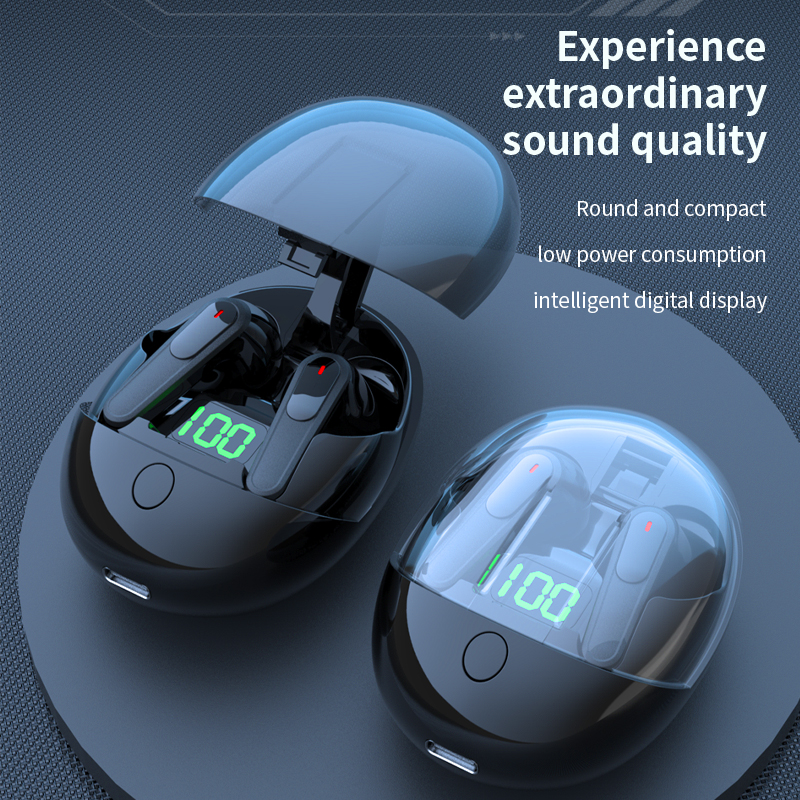 Experience
extraordinary
sound quality
Round and compact
low power consumption
intelligent digital display
100
100